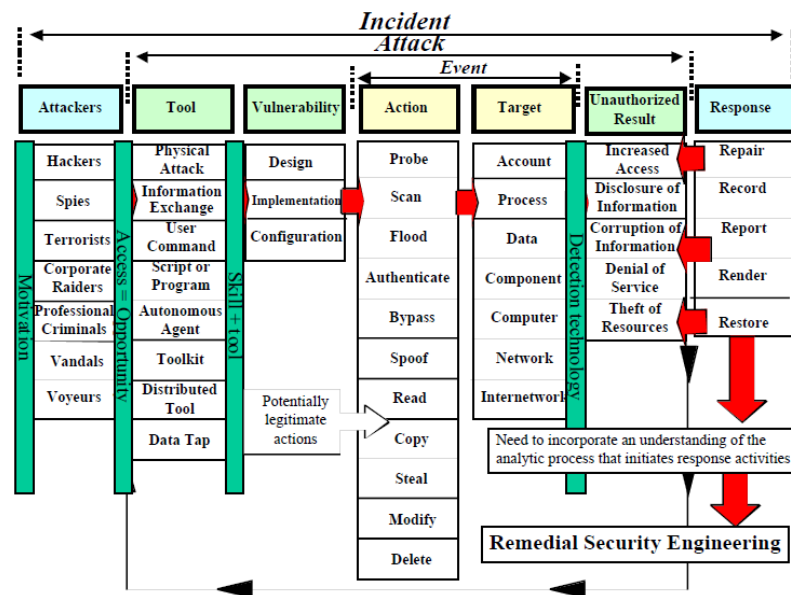 Incident
Attack
Event
Attackers
Tool
Vulnerability
Action
Target
Unauthorized
Result
Response
Motivation
Hackers
Spies
Terrorists
Corporate
Raiders
Professional
Criminals
Vandals
Voyeurs
Access = Opportunity
Physical
Attack
Information
Exchange
User
Command
Script or
Program
Autonomous
Agent
Toolkit
Distributed
Tool
Data Tap
Skill + tool
Design
Implementation
Configuration
Potentially
legitimate
actions
Probe
Scan
Flood
Authenticate
Bypass
Spoof
Read
Copy
Steal
Modify
Delete
Account
Process
Data
Component
Computer
Network
Internetwork
Detection technology
Increased
Access
Disclosure of
Information
Corruption of
Information
Denial of
Service
Theft of
Resources
Repair
Record
Report
Render
Restore
Need to incorporate an understanding of the
analytic process that initiates response activities
Remedial Security Engineering